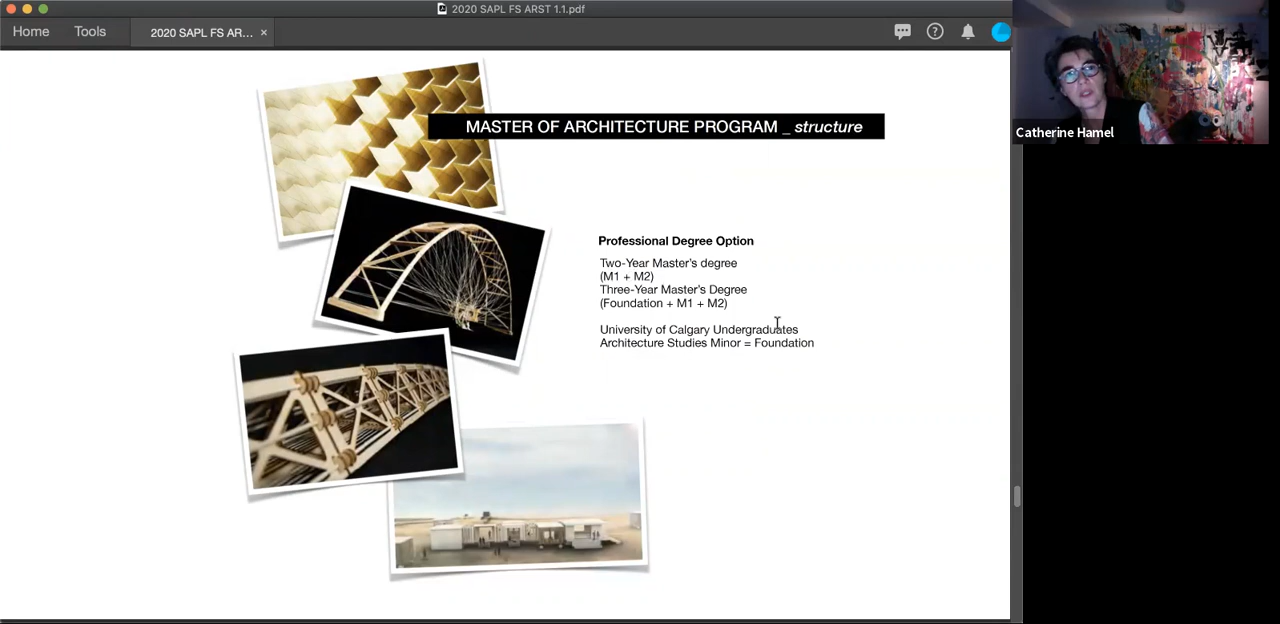 2020 SAPL FS ARST 1.1.pdf
Home
Tools
2020 SAPL FS AR... ×
Catherine Hamel
MASTER OF ARCHITECTURE PROGRAM _ structure
Professional Degree Option
Two-Year Master's degree
(M1 + M2)
Three-Year Master's Degree
(Foundation + M1 + M2)
University of Calgary Undergraduates
Architecture Studies Minor = Foundation